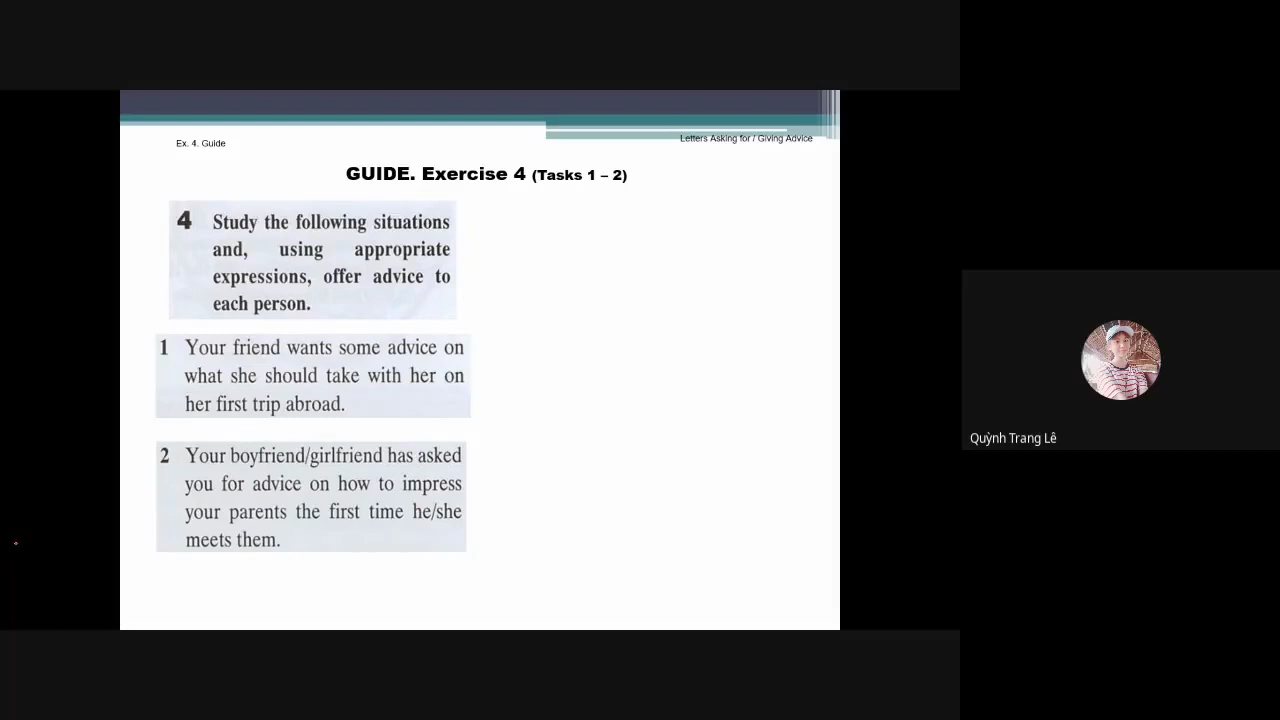 Ex. 4. Guide
Letters Asking for / Giving Advice
GUIDE. Exercise 4 (Tasks 1 – 2)
4 Study the following situations
and, using appropriate
expressions, offer advice to
each person.
1 Your friend wants some advice on
what she should take with her on
her first trip abroad.
2 Your boyfriend/girlfriend has asked
you for advice on how to impress
your parents the first time he/she
meets them.
Quỳnh Trang Lê